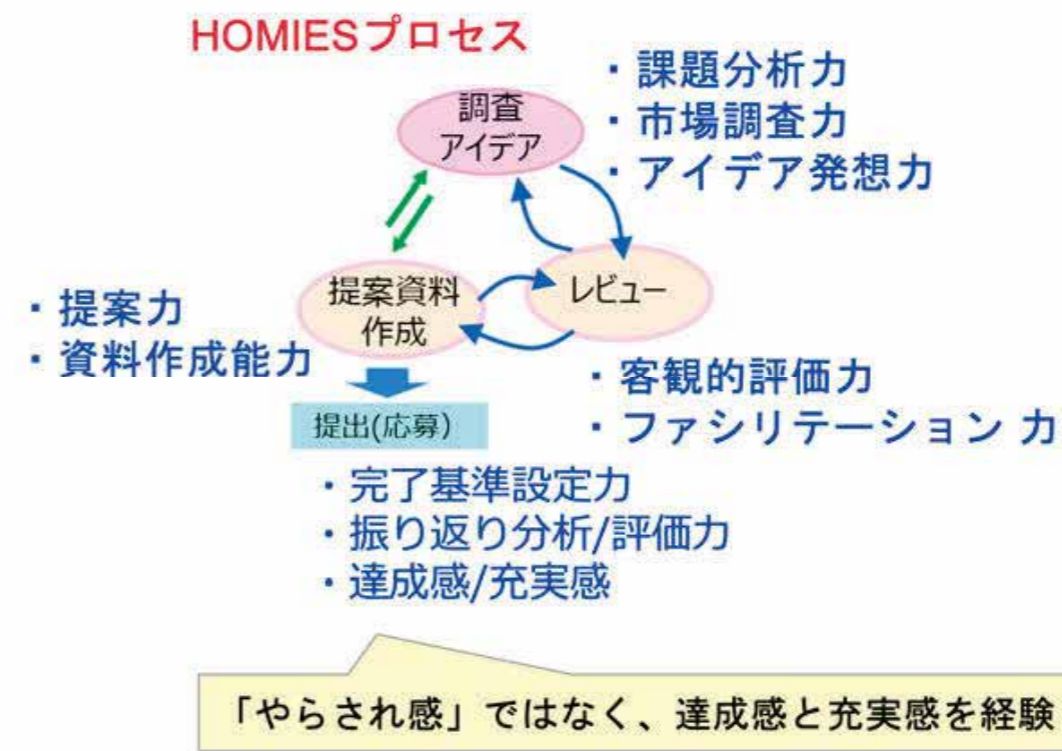 HOMIESプロセス
調査
アイデア
・課題分析力
・市場調査力
・アイデア発想力
提案資料
作成
レビュー
・提案力
・資料作成能力
・客観的評価力
・ファシリテーション 力
提出(応募)
・完了基準設定力
・振り返り分析/評価力
・達成感/充実感
「やらされ感」ではなく、達成感と充実感を経験